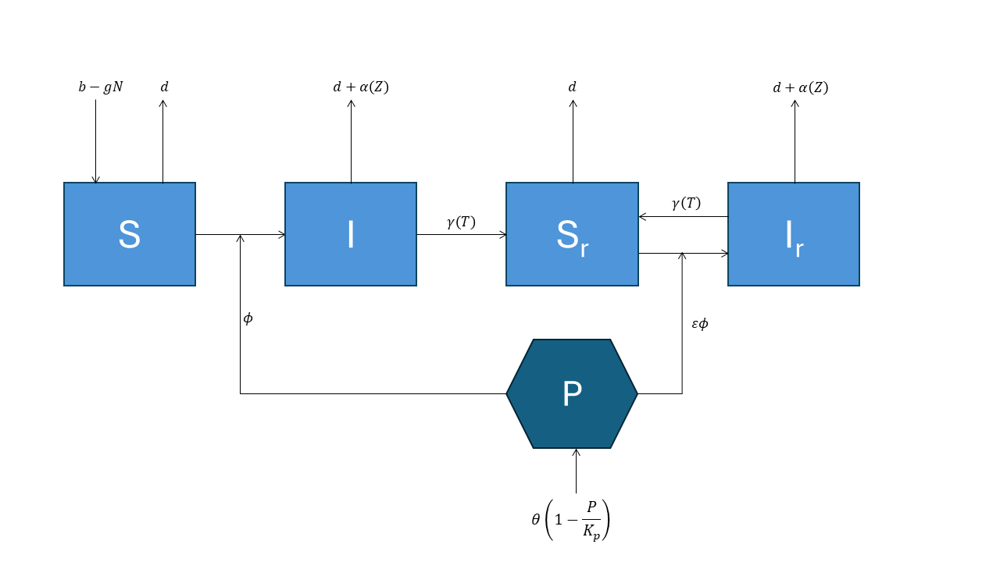 b − gN
d
d + α(Z)
d
d + α(Z)
S
I
γ(T)
S_r
γ(T)
I_r
ϕ
εϕ
P
θ(1 − P/K_p)